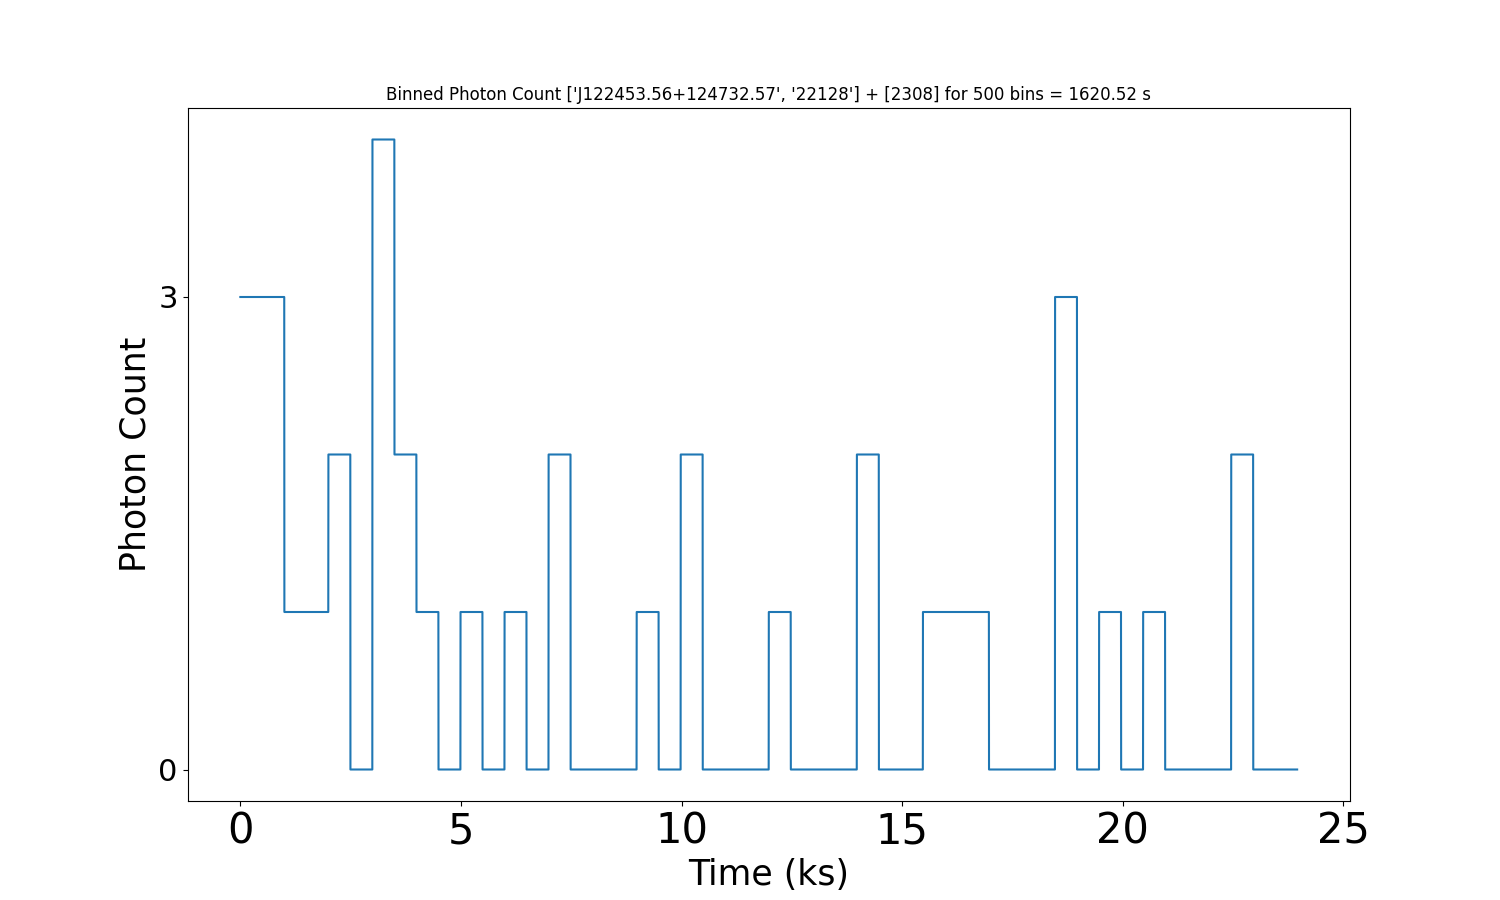 Binned Photon Count ['J122453.56+124732.57', '22128'] + [2308] for 500 bins = 1620.52 s
Photon Count
3
0
0 5 10 15 20 25
Time (ks)